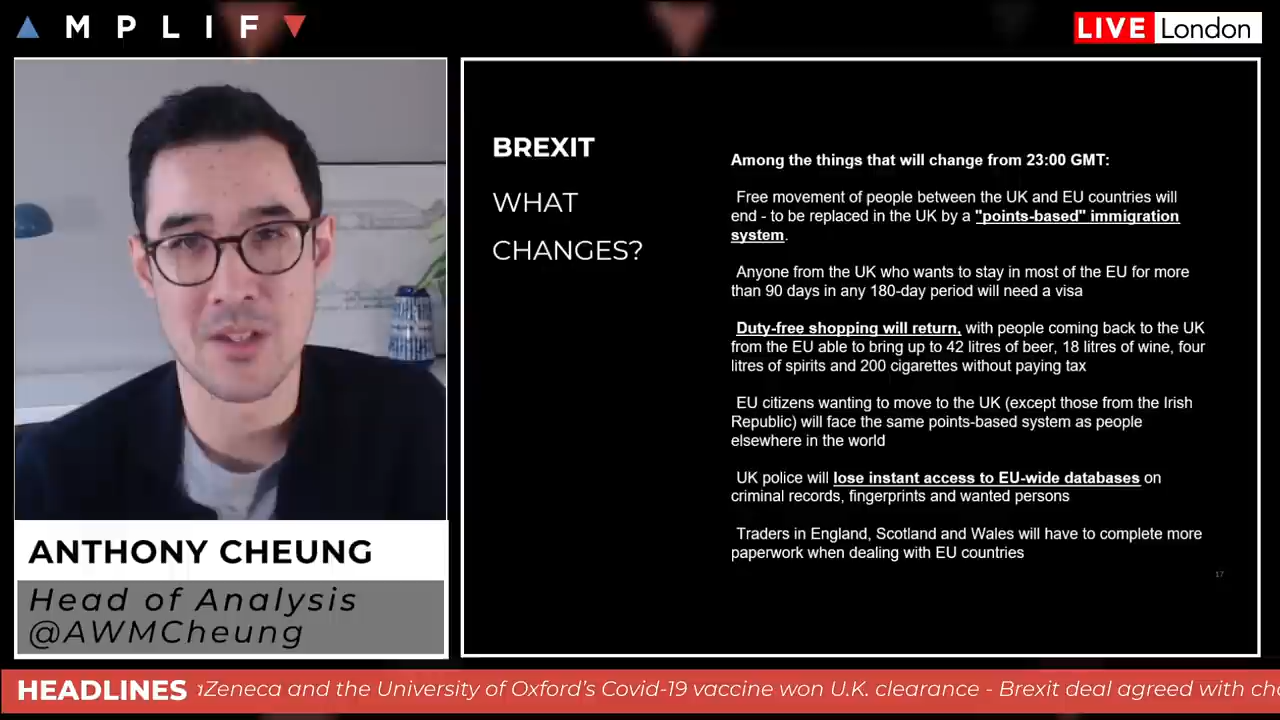 MPLIF
LIVE London
BREXIT
WHAT
CHANGES?
Among the things that will change from 23:00 GMT:
Free movement of people between the UK and EU countries will
end - to be replaced in the UK by a "points-based" immigration
system.
Anyone from the UK who wants to stay in most of the EU for more
than 90 days in any 180-day period will need a visa
Duty-free shopping will return, with people coming back to the UK
from the EU able to bring up to 42 litres of beer, 18 litres of wine, four
litres of spirits and 200 cigarettes without paying tax
EU citizens wanting to move to the UK (except those from the Irish
Republic) will face the same points-based system as people
elsewhere in the world
UK police will lose instant access to EU-wide databases on
criminal records, fingerprints and wanted persons
Traders in England, Scotland and Wales will have to complete more
paperwork when dealing with EU countries
17
ANTHONY CHEUNG
Head of Analysis
@AWMCheung
HEADLINES Zeneca and the University of Oxford's Covid-19 vaccine won U.K. clearance - Brexit deal agreed with